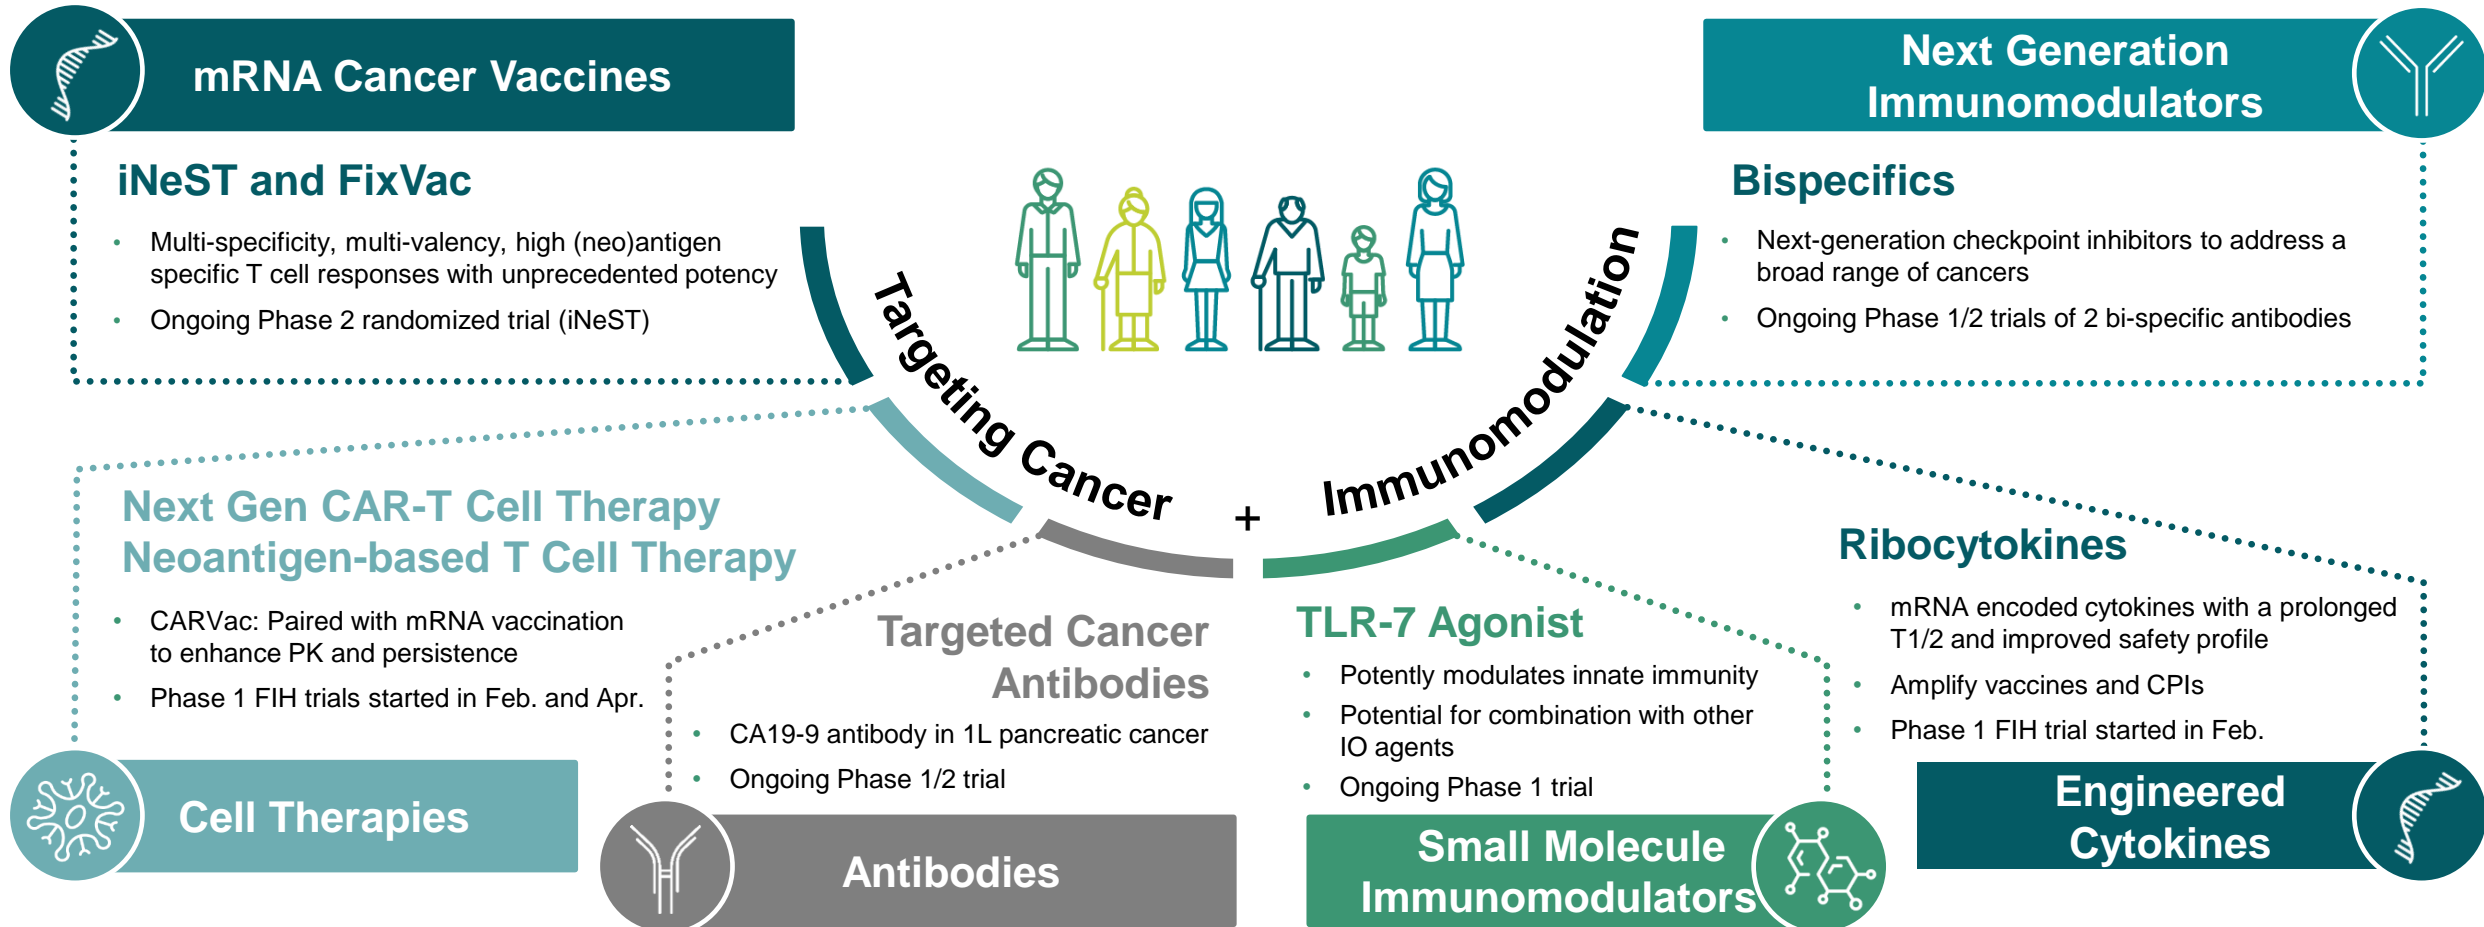 mRNA Cancer Vaccines
iNeST and FixVac
• Multi-specificity, multi-valency, high (neo)antigen
specific T cell responses with unprecedented potency
• Ongoing Phase 2 randomized trial (iNeST)
Next Generation
Immunomodulators
Bispecifics
• Next-generation checkpoint inhibitors to address a
broad range of cancers
• Ongoing Phase 1/2 trials of 2 bi-specific antibodies
Targeting Cancer
+
Immunomodulation
Next Gen CAR-T Cell Therapy
Neoantigen-based T Cell Therapy
• CARVac: Paired with mRNA vaccination
to enhance PK and persistence
• Phase 1 FIH trials started in Feb. and Apr.
Cell Therapies
Targeted Cancer
Antibodies
• CA19-9 antibody in 1L pancreatic cancer
• Ongoing Phase 1/2 trial
Antibodies
TLR-7 Agonist
• Potently modulates innate immunity
• Potential for combination with other
IO agents
• Ongoing Phase 1 trial
Small Molecule
Immunomodulators
Ribocytokines
• mRNA encoded cytokines with a prolonged
T1/2 and improved safety profile
• Amplify vaccines and CPIs
• Phase 1 FIH trial started in Feb.
Engineered
Cytokines